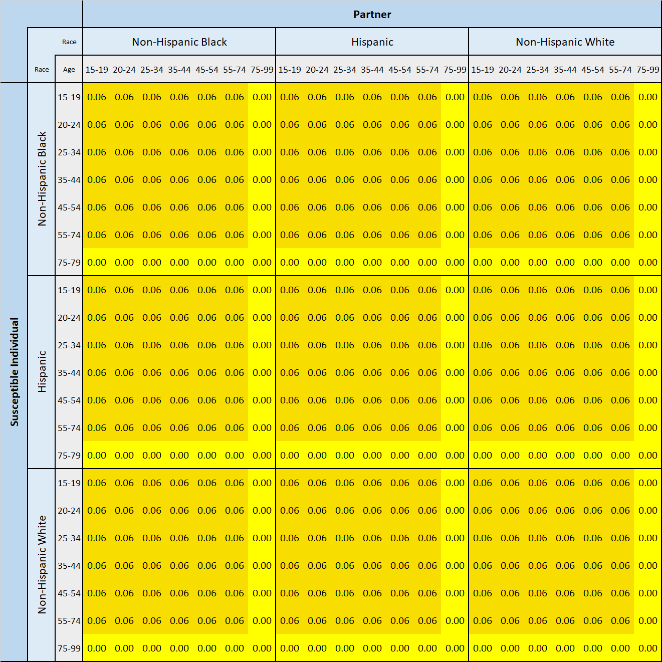 Partner
Race Non-Hispanic Black Hispanic Non-Hispanic White
Race Age 15-19 20-24 25-34 35-44 45-54 55-74 75-99 15-19 20-24 25-34 35-44 45-54 55-74 75-99 15-19 20-24 25-34 35-44 45-54 55-74 75-99
Susceptible Individual
Non-Hispanic Black
15-19 0.06 0.06 0.06 0.06 0.06 0.06 0.00 0.06 0.06 0.06 0.06 0.06 0.06 0.00 0.06 0.06 0.06 0.06 0.06 0.06 0.00
20-24 0.06 0.06 0.06 0.06 0.06 0.06 0.00 0.06 0.06 0.06 0.06 0.06 0.06 0.00 0.06 0.06 0.06 0.06 0.06 0.06 0.00
25-34 0.06 0.06 0.06 0.06 0.06 0.06 0.00 0.06 0.06 0.06 0.06 0.06 0.06 0.00 0.06 0.06 0.06 0.06 0.06 0.06 0.00
35-44 0.06 0.06 0.06 0.06 0.06 0.06 0.00 0.06 0.06 0.06 0.06 0.06 0.06 0.00 0.06 0.06 0.06 0.06 0.06 0.06 0.00
45-54 0.06 0.06 0.06 0.06 0.06 0.06 0.00 0.06 0.06 0.06 0.06 0.06 0.06 0.00 0.06 0.06 0.06 0.06 0.06 0.06 0.00
55-74 0.06 0.06 0.06 0.06 0.06 0.06 0.00 0.06 0.06 0.06 0.06 0.06 0.06 0.00 0.06 0.06 0.06 0.06 0.06 0.06 0.00
75-79 0.00 0.00 0.00 0.00 0.00 0.00 0.00 0.00 0.00 0.00 0.00 0.00 0.00 0.00 0.00 0.00 0.00 0.00 0.00 0.00 0.00
Hispanic
15-19 0.06 0.06 0.06 0.06 0.06 0.06 0.00 0.06 0.06 0.06 0.06 0.06 0.06 0.00 0.06 0.06 0.06 0.06 0.06 0.06 0.00
20-24 0.06 0.06 0.06 0.06 0.06 0.06 0.00 0.06 0.06 0.06 0.06 0.06 0.06 0.00 0.06 0.06 0.06 0.06 0.06 0.06 0.00
25-34 0.06 0.06 0.06 0.06 0.06 0.06 0.00 0.06 0.06 0.06 0.06 0.06 0.06 0.00 0.06 0.06 0.06 0.06 0.06 0.06 0.00
35-44 0.06 0.06 0.06 0.06 0.06 0.06 0.00 0.06 0.06 0.06 0.06 0.06 0.06 0.00 0.06 0.06 0.06 0.06 0.06 0.06 0.00
45-54 0.06 0.06 0.06 0.06 0.06 0.06 0.00 0.06 0.06 0.06 0.06 0.06 0.06 0.00 0.06 0.06 0.06 0.06 0.06 0.06 0.00
55-74 0.06 0.06 0.06 0.06 0.06 0.06 0.00 0.06 0.06 0.06 0.06 0.06 0.06 0.00 0.06 0.06 0.06 0.06 0.06 0.06 0.00
75-79 0.00 0.00 0.00 0.00 0.00 0.00 0.00 0.00 0.00 0.00 0.00 0.00 0.00 0.00 0.00 0.00 0.00 0.00 0.00 0.00 0.00
Non-Hispanic White
15-19 0.06 0.06 0.06 0.06 0.06 0.06 0.00 0.06 0.06 0.06 0.06 0.06 0.06 0.00 0.06 0.06 0.06 0.06 0.06 0.06 0.00
20-24 0.06 0.06 0.06 0.06 0.06 0.06 0.00 0.06 0.06 0.06 0.06 0.06 0.06 0.00 0.06 0.06 0.06 0.06 0.06 0.06 0.00
25-34 0.06 0.06 0.06 0.06 0.06 0.06 0.00 0.06 0.06 0.06 0.06 0.06 0.06 0.00 0.06 0.06 0.06 0.06 0.06 0.06 0.00
35-44 0.06 0.06 0.06 0.06 0.06 0.06 0.00 0.06 0.06 0.06 0.06 0.06 0.06 0.00 0.06 0.06 0.06 0.06 0.06 0.06 0.00
45-54 0.06 0.06 0.06 0.06 0.06 0.06 0.00 0.06 0.06 0.06 0.06 0.06 0.06 0.00 0.06 0.06 0.06 0.06 0.06 0.06 0.00
55-74 0.06 0.06 0.06 0.06 0.06 0.06 0.00 0.06 0.06 0.06 0.06 0.06 0.06 0.00 0.06 0.06 0.06 0.06 0.06 0.06 0.00
75-99 0.00 0.00 0.00 0.00 0.00 0.00 0.00 0.00 0.00 0.00 0.00 0.00 0.00 0.00 0.00 0.00 0.00 0.00 0.00 0.00 0.00